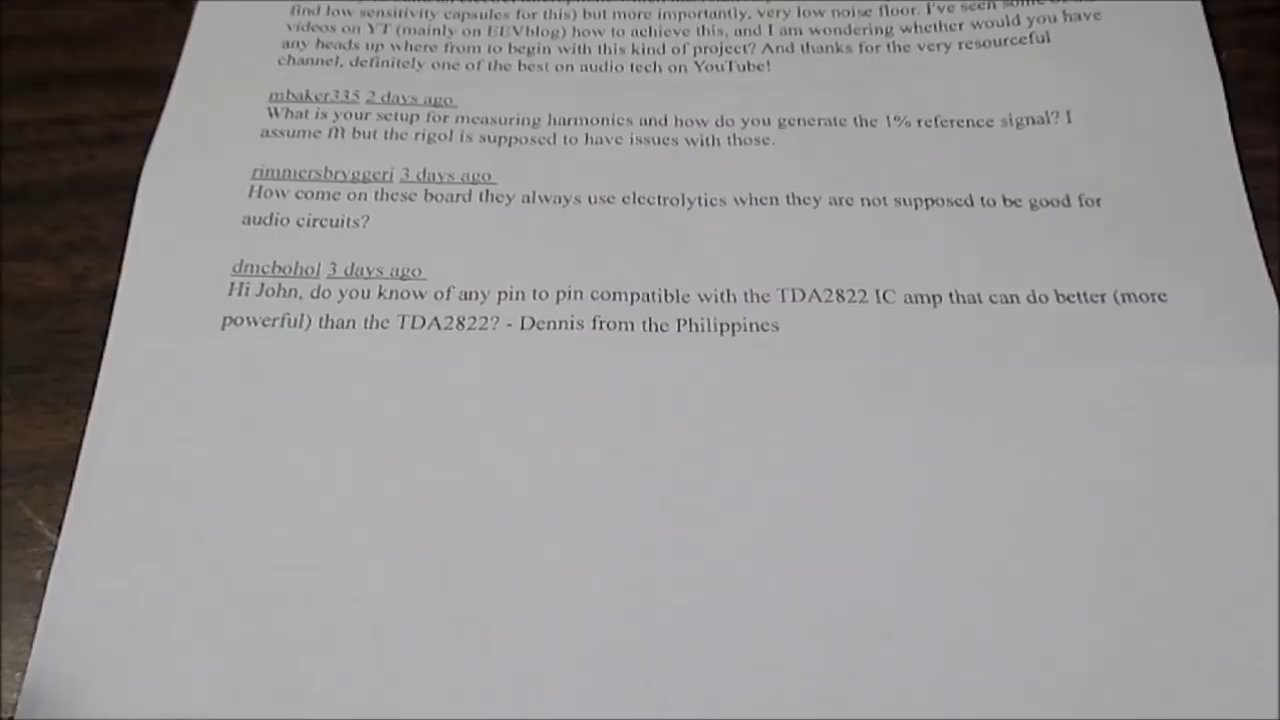 find low sensitivity capsules for this) but more importantly, very low noise floor. I've seen some of
videos on YT (mainly on EEVblog) how to achieve this, and I am wondering whether would you have
any heads up where from to begin with this kind of project? And thanks for the very resourceful
channel, definitely one of the best on audio tech on YouTube!
mbaker335 2 days ago
What is your setup for measuring harmonics and how do you generate the 1% reference signal? I
assume fft but the rigol is supposed to have issues with those.
rimmersbryggeri 3 days ago
How come on these board they always use electrolytics when they are not supposed to be good for
audio circuits?
dmcbohol 3 days ago
Hi John, do you know of any pin to pin compatible with the TDA2822 IC amp that can do better (more
powerful) than the TDA2822? - Dennis from the Philippines